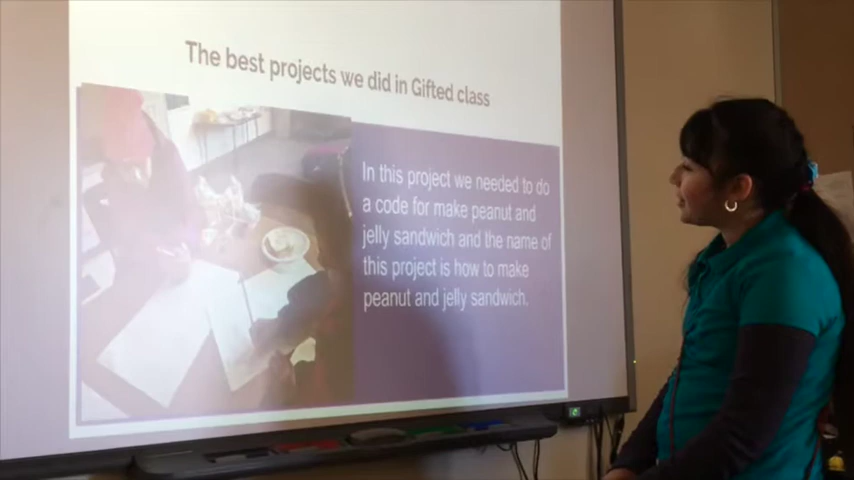 The best projects we did in Gifted class
In this project we needed to do
a code for make peanut and
jelly sandwich and the name of
this project is how to make
peanut and jelly sandwich.